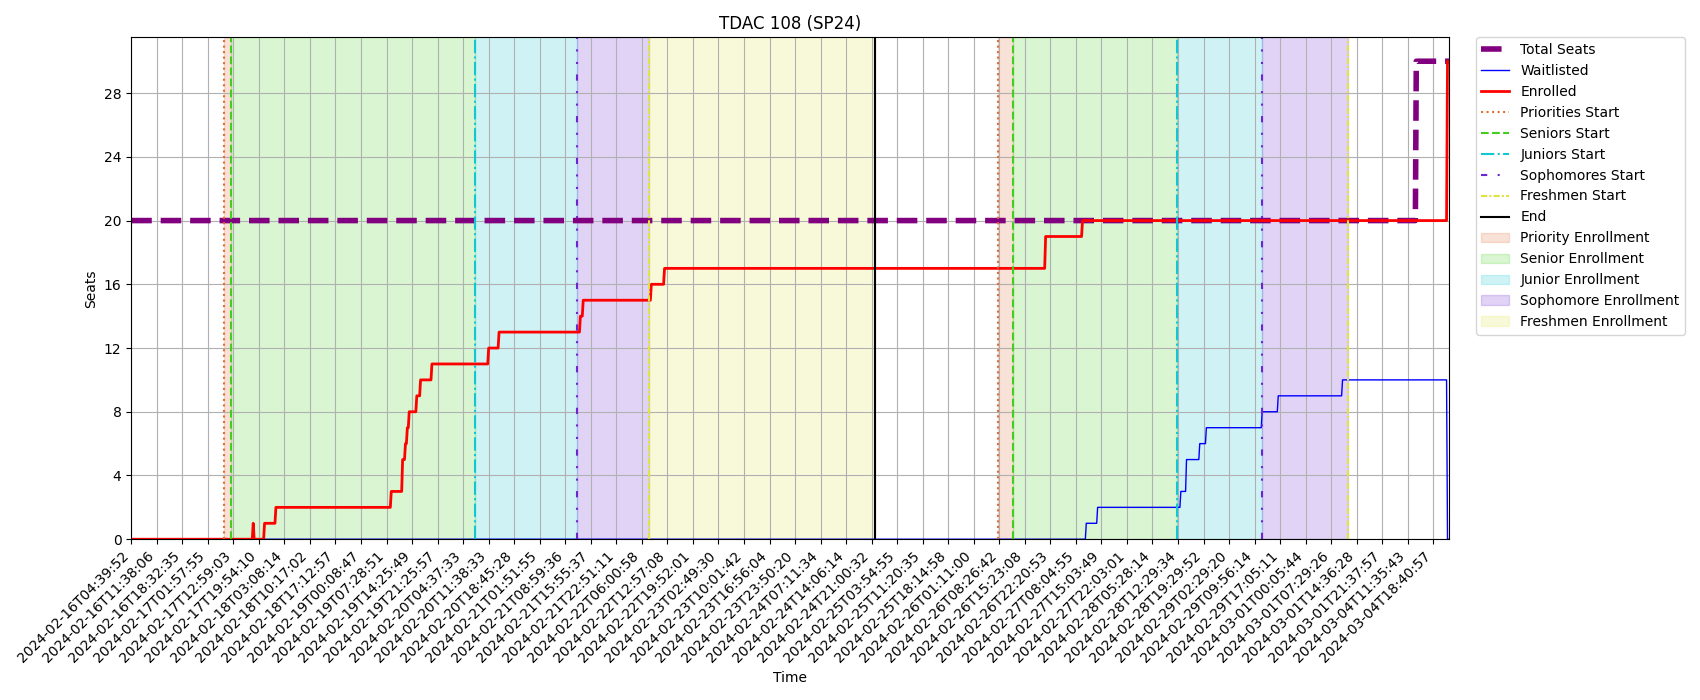 TDAC 108 (SP24)
Seats
28
24
20
16
12
8
4
0
2024-02-16T04:39:52
2024-02-16T11:38:06
2024-02-16T18:32:35
2024-02-17T01:57:55
2024-02-17T12:59:03
2024-02-17T19:54:10
2024-02-18T03:08:14
2024-02-18T10:17:02
2024-02-18T17:12:57
2024-02-19T00:08:47
2024-02-19T07:28:51
2024-02-19T14:25:49
2024-02-19T21:25:57
2024-02-20T04:37:33
2024-02-20T11:38:33
2024-02-20T18:45:28
2024-02-21T01:51:55
2024-02-21T08:59:36
2024-02-21T15:55:37
2024-02-21T22:51:11
2024-02-22T06:00:58
2024-02-22T12:57:08
2024-02-22T19:52:01
2024-02-23T02:49:30
2024-02-23T10:01:42
2024-02-23T16:56:04
2024-02-23T23:50:20
2024-02-24T07:11:34
2024-02-24T14:06:14
2024-02-24T21:00:32
2024-02-25T03:54:55
2024-02-25T11:20:35
2024-02-25T18:14:58
2024-02-26T01:11:00
2024-02-26T08:26:42
2024-02-26T15:23:08
2024-02-26T22:20:53
2024-02-27T08:04:55
2024-02-27T15:03:49
2024-02-27T22:03:01
2024-02-28T05:28:14
2024-02-28T12:29:34
2024-02-28T19:29:52
2024-02-29T02:29:20
2024-02-29T09:56:14
2024-02-29T17:05:11
2024-03-01T00:05:44
2024-03-01T07:29:26
2024-03-01T14:36:28
2024-03-01T21:37:57
2024-03-04T11:35:43
2024-03-04T18:40:57
Time
Total Seats
Waitlisted
Enrolled
Priorities Start
Seniors Start
Juniors Start
Sophomores Start
Freshmen Start
End
Priority Enrollment
Senior Enrollment
Junior Enrollment
Sophomore Enrollment
Freshmen Enrollment